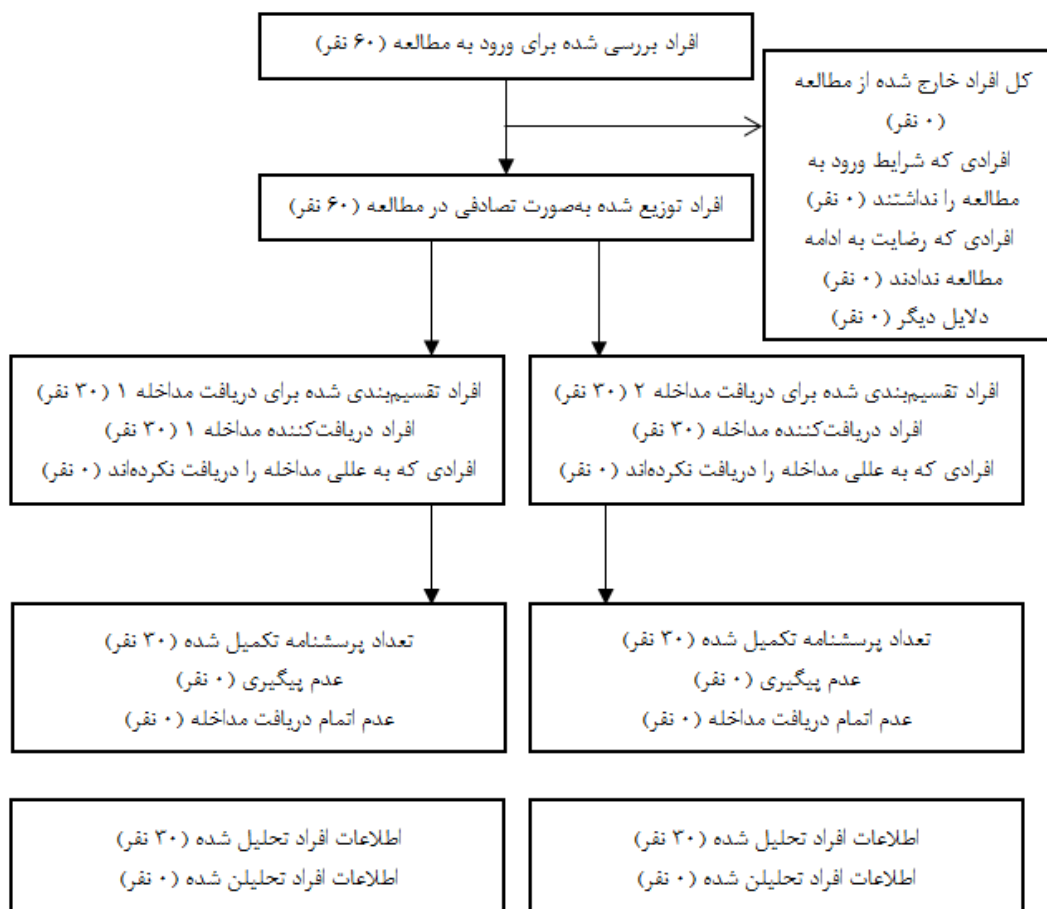 افراد بررسی شده برای ورود به مطالعه (۶۰ نفر)
کل افراد خارج شده از مطالعه
(۰ نفر)
افرادی که شرایط ورود به
مطالعه را نداشتند (۰ نفر)
افرادی که رضایت به ادامه
مطالعه ندادند (۰ نفر)
دلایل دیگر (۰ نفر)
افراد توزیع شده به‌صورت تصادفی در مطالعه (۶۰ نفر)
افراد تقسیم‌بندی شده برای دریافت مداخله ۲ (۳۰ نفر)
افراد دریافت‌کننده مداخله (۳۰ نفر)
افرادی که به عللی مداخله را دریافت نکرده‌اند (۰ نفر)
افراد تقسیم‌بندی شده برای دریافت مداخله ۱ (۳۰ نفر)
افراد دریافت‌کننده مداخله ۱ (۳۰ نفر)
افرادی که به عللی مداخله را دریافت نکرده‌اند (۰ نفر)
تعداد پرسشنامه تکمیل شده (۳۰ نفر)
عدم پیگیری (۰ نفر)
عدم اتمام دریافت مداخله (۰ نفر)
تعداد پرسشنامه تکمیل شده (۳۰ نفر)
عدم پیگیری (۰ نفر)
عدم اتمام دریافت مداخله (۰ نفر)
اطلاعات افراد تحلیل شده (۳۰ نفر)
اطلاعات افراد تحلیلن شده (۰ نفر)
اطلاعات افراد تحلیل شده (۳۰ نفر)
اطلاعات افراد تحلیلن شده (۰ نفر)